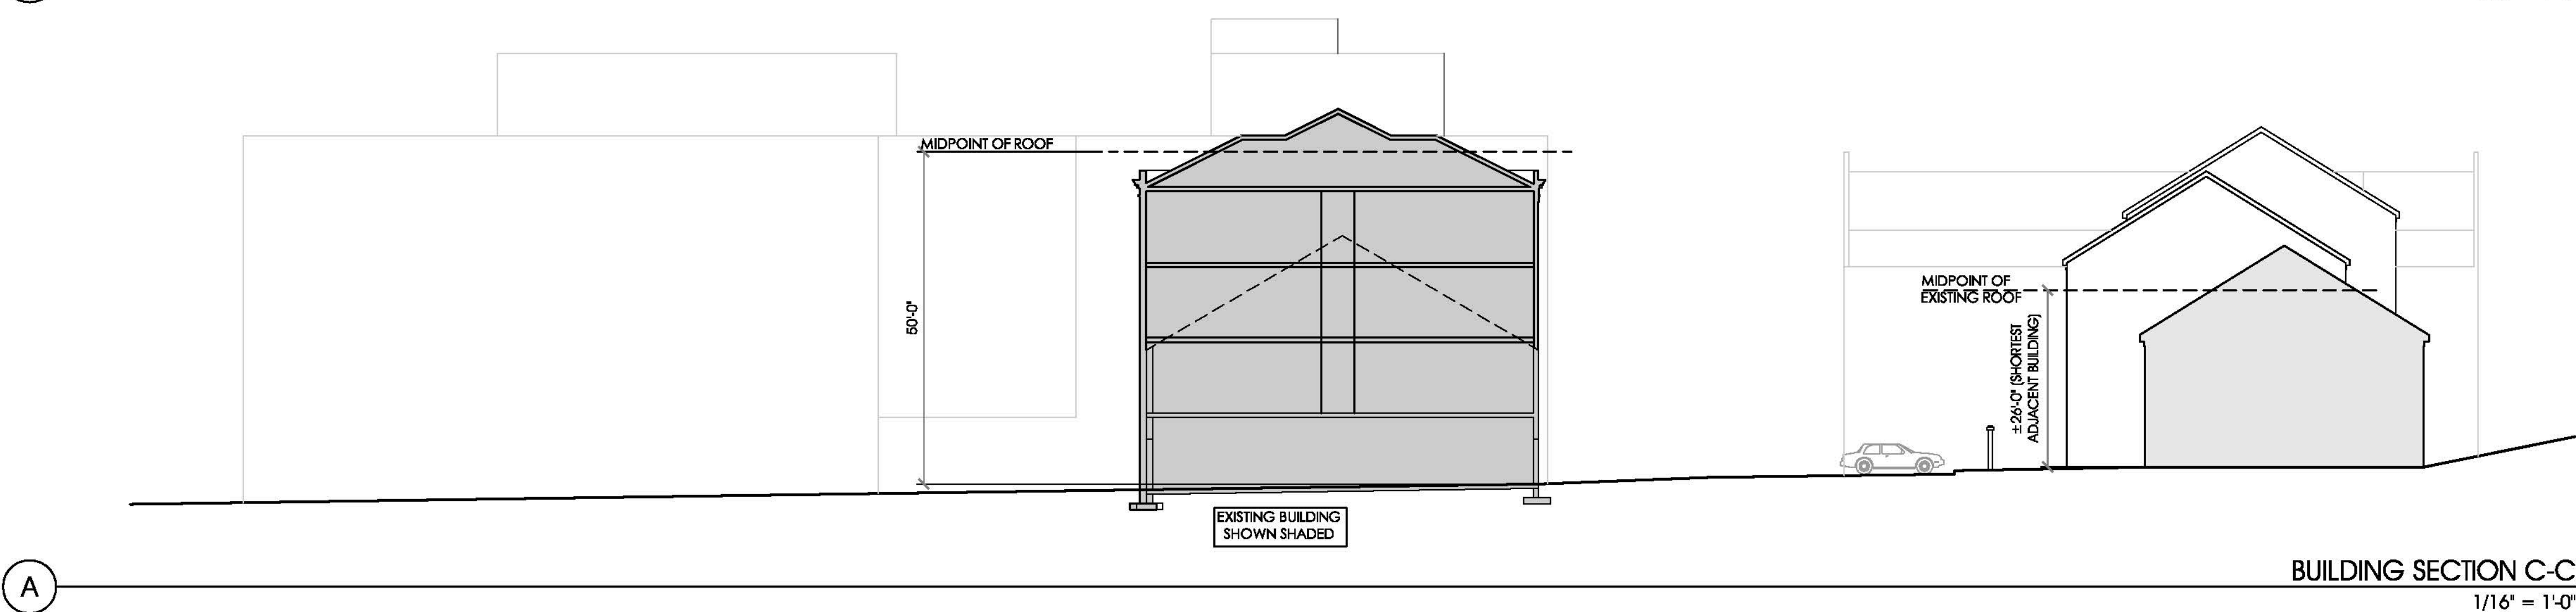 MIDPOINT OF ROOF
50'-0"
MIDPOINT OF
EXISTING ROOF
±26'-0" (SHORTEST
ADJACENT BUILDING)
EXISTING BUILDING
SHOWN SHADED
A
BUILDING SECTION C-C
1/16" = 1'-0"